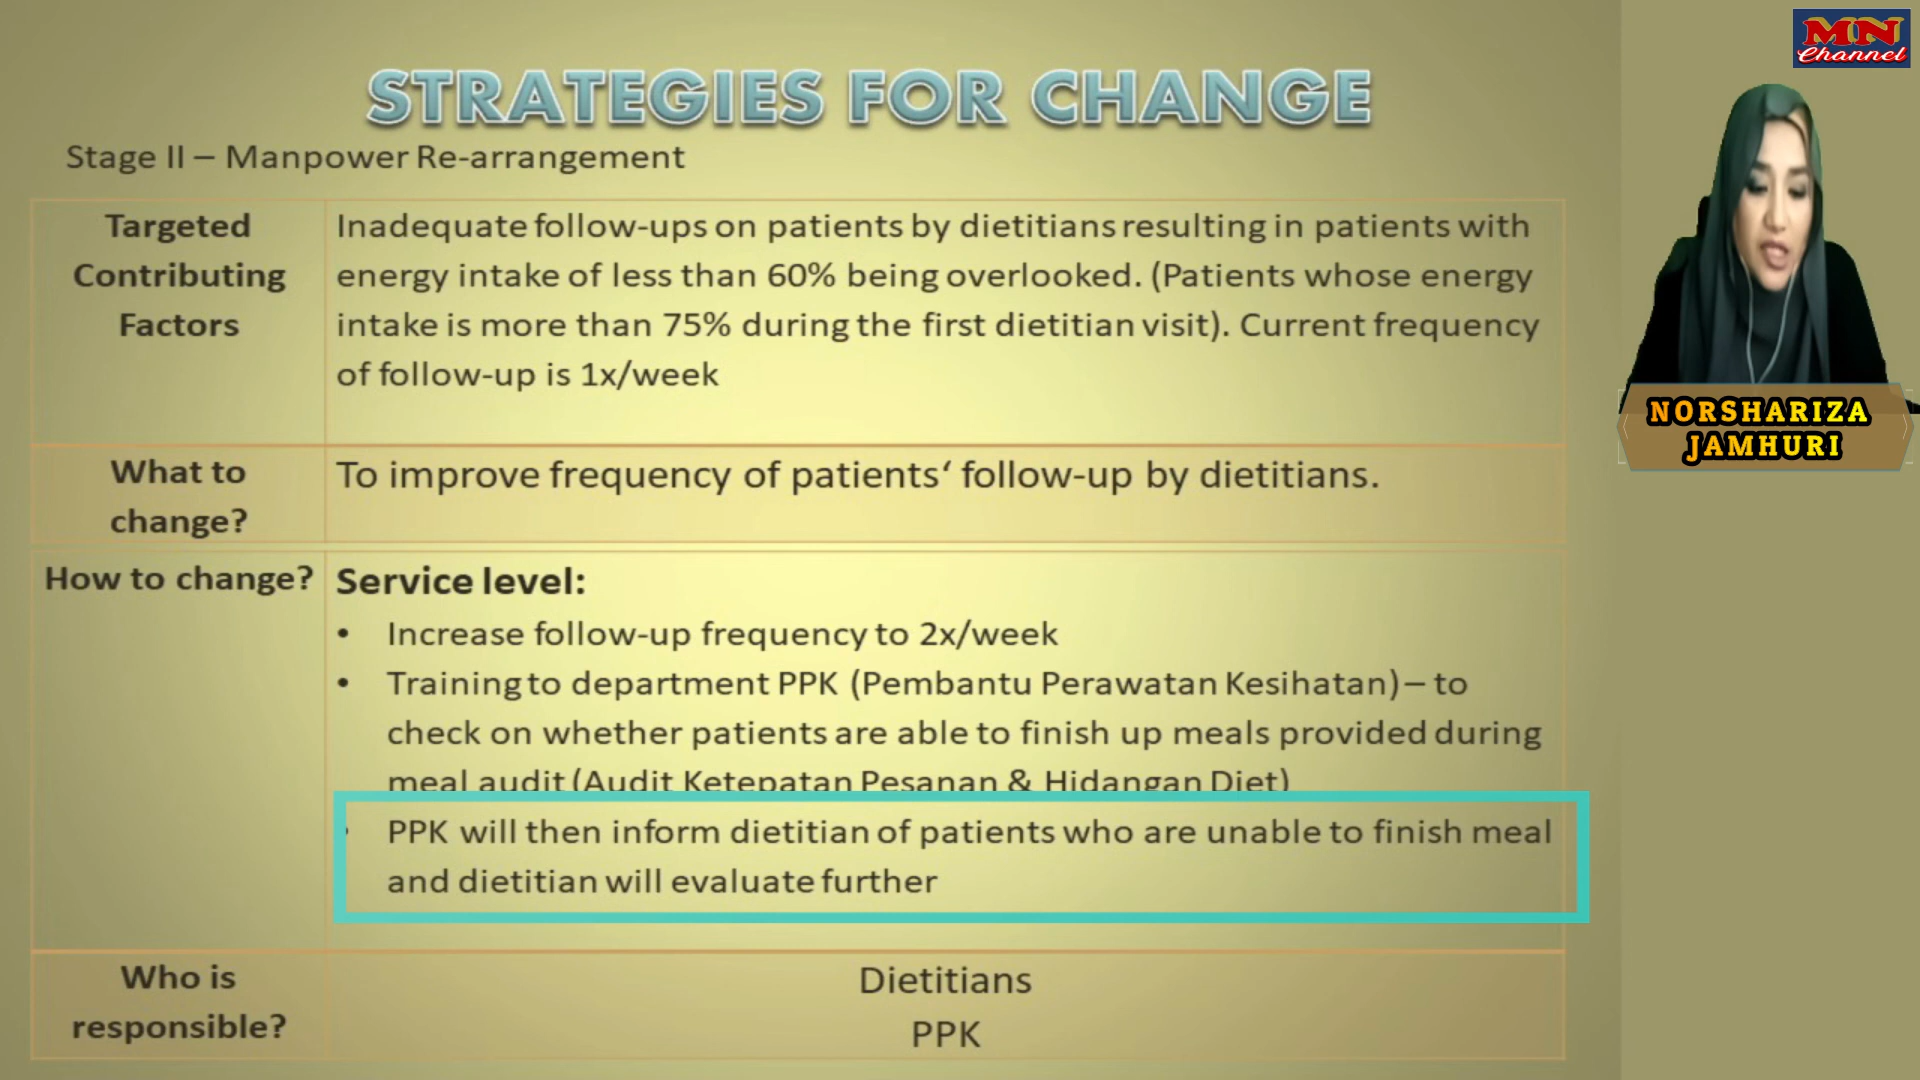 MN
Channel
STRATEGIES FOR CHANGE
Stage II – Manpower Re-arrangement
Targeted
Contributing
Factors
Inadequate follow-ups on patients by dietitians resulting in patients with
energy intake of less than 60% being overlooked. (Patients whose energy
intake is more than 75% during the first dietitian visit). Current frequency
of follow-up is 1x/week
What to
change?
To improve frequency of patients‘ follow-up by dietitians.
How to change?
Service level:
• Increase follow-up frequency to 2x/week
• Training to department PPK (Pembantu Perawatan Kesihatan) – to
check on whether patients are able to finish up meals provided during
meal audit (Audit Ketepatan Pesanan & Hidangan Diet)
• PPK will then inform dietitian of patients who are unable to finish meal
and dietitian will evaluate further
Who is
responsible?
Dietitians
PPK
NORSHARIZA
JAMHURI